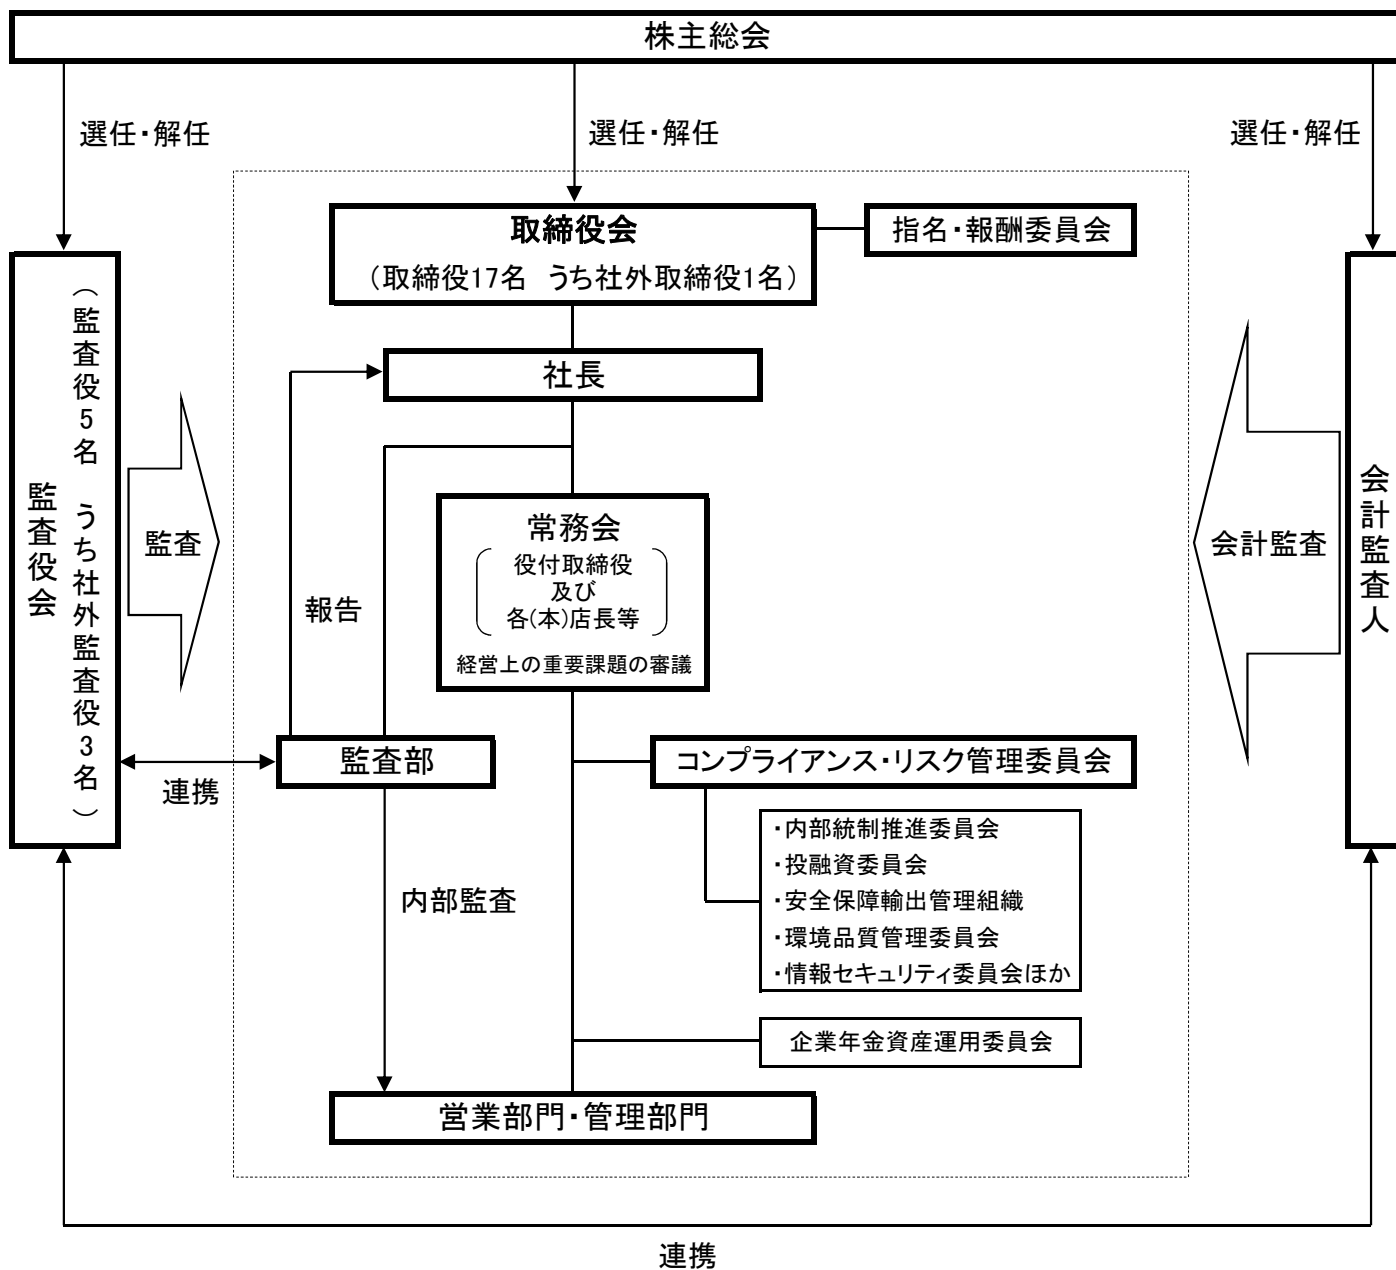 株主総会
選任・解任
選任・解任
選任・解任
取締役会
（取締役17名　うち社外取締役1名）
指名・報酬委員会
社長
監査役会
（監査役5名　うち社外監査役3名）
監査
常務会
役付取締役
及び
各(本)店長等
経営上の重要課題の審議
報告
会計監査
会計監査人
監査部
連携
コンプライアンス・リスク管理委員会
・内部統制推進委員会
・投融資委員会
・安全保障輸出管理組織
・環境品質管理委員会
・情報セキュリティ委員会ほか
内部監査
企業年金資産運用委員会
営業部門・管理部門
連携